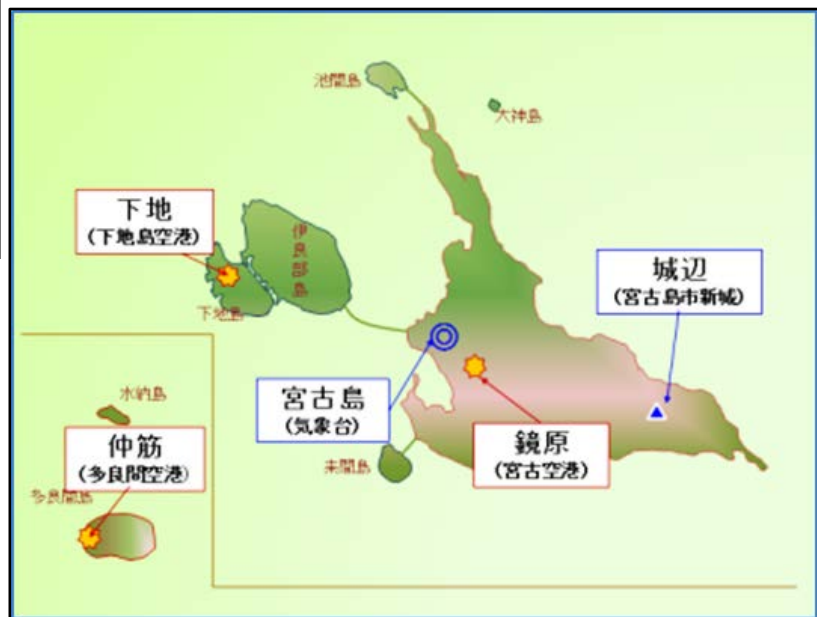 池間島
大神島
下地
(下地島空港)
伊良部島
下地島
城辺
(宮古島市新城)
宮古島
(気象台)
鏡原
(宮古空港)
来間島
水納島
仲筋
(多良間空港)
多良間島